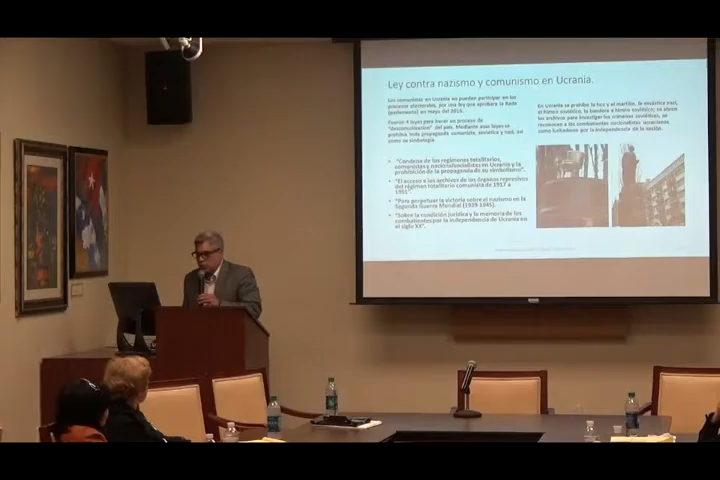 Ley contra nazismo y comunismo en Ucrania.
Los comunistas en Ucrania no pueden participar en los
procesos electorales, por una ley que aprobara la Rada
(parlamento) en mayo del 2015.
Fueron 4 leyes para hacer un proceso de
"descomunización" del país. Mediante esas leyes se
prohíbe toda propaganda comunista, soviética y nazi, así
como su simbología.
"Condena de los regímenes totalitarios,
comunistas y nacionalsocialistas en Ucrania y la
prohibición de la propaganda de su simbolismo".
"El acceso a los archivos de los órganos represivos
del régimen totalitario comunista de 1917 a
1991".
"Para perpetuar la victoria sobre el nazismo en la
Segunda Guerra Mundial (1939-1945).
"Sobre la condición jurídica y la memoria de los
combatientes por la independencia de Ucrania en
el siglo XX".
En Ucrania se prohíbe la hoz y el martillo, la esvástica nazi,
el himno soviético, la bandera e himno soviético; se abren
los archivos para investigar los crímenes soviéticos, se
reconocen a los combatientes nacionalistas ucranianos
como luchadores por la independencia de la nación.